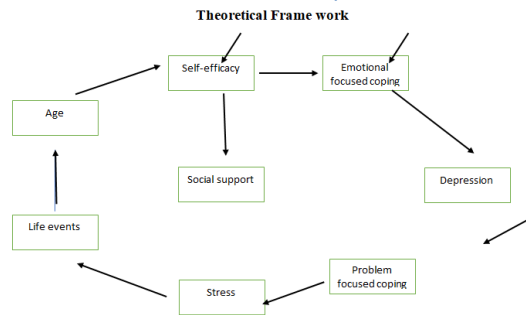 Theoretical Frame work
Self-efficacy
Emotional
focused coping
Age
Social support
Depression
Life events
Problem
focused coping
Stress